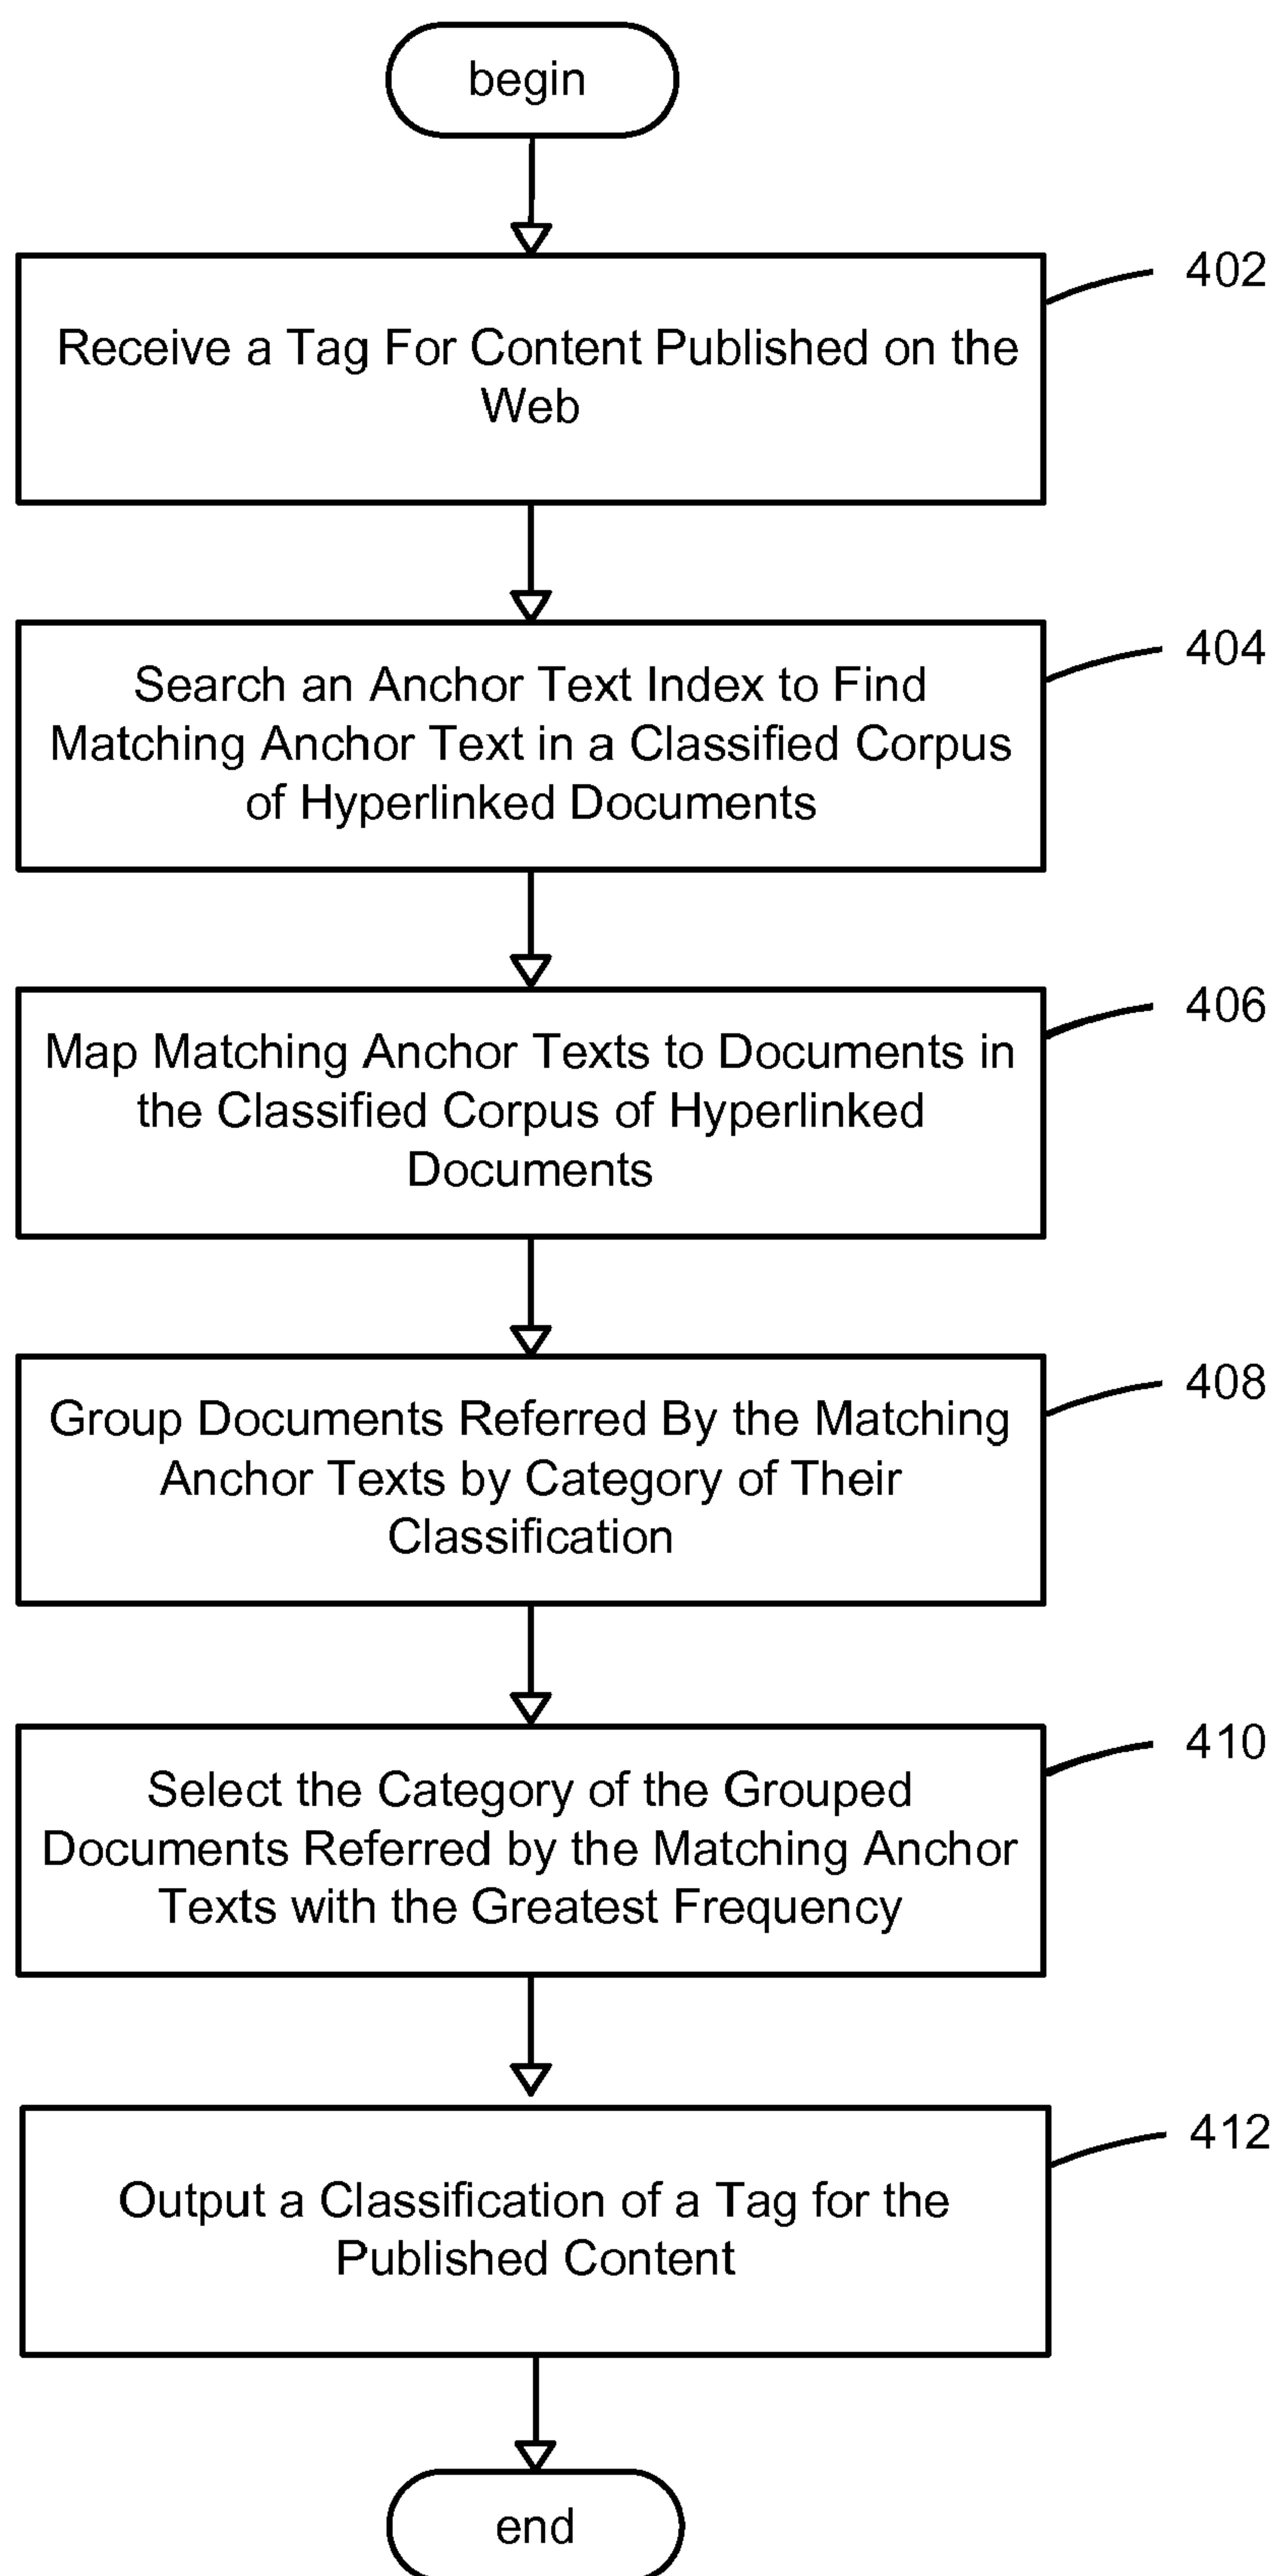 begin
402
Receive a Tag For Content Published on the
Web
404
Search an Anchor Text Index to Find
Matching Anchor Text in a Classified Corpus
of Hyperlinked Documents
406
Map Matching Anchor Texts to Documents in
the Classified Corpus of Hyperlinked
Documents
408
Group Documents Referred By the Matching
Anchor Texts by Category of Their
Classification
410
Select the Category of the Grouped
Documents Referred by the Matching Anchor
Texts with the Greatest Frequency
412
Output a Classification of a Tag for the
Published Content
end